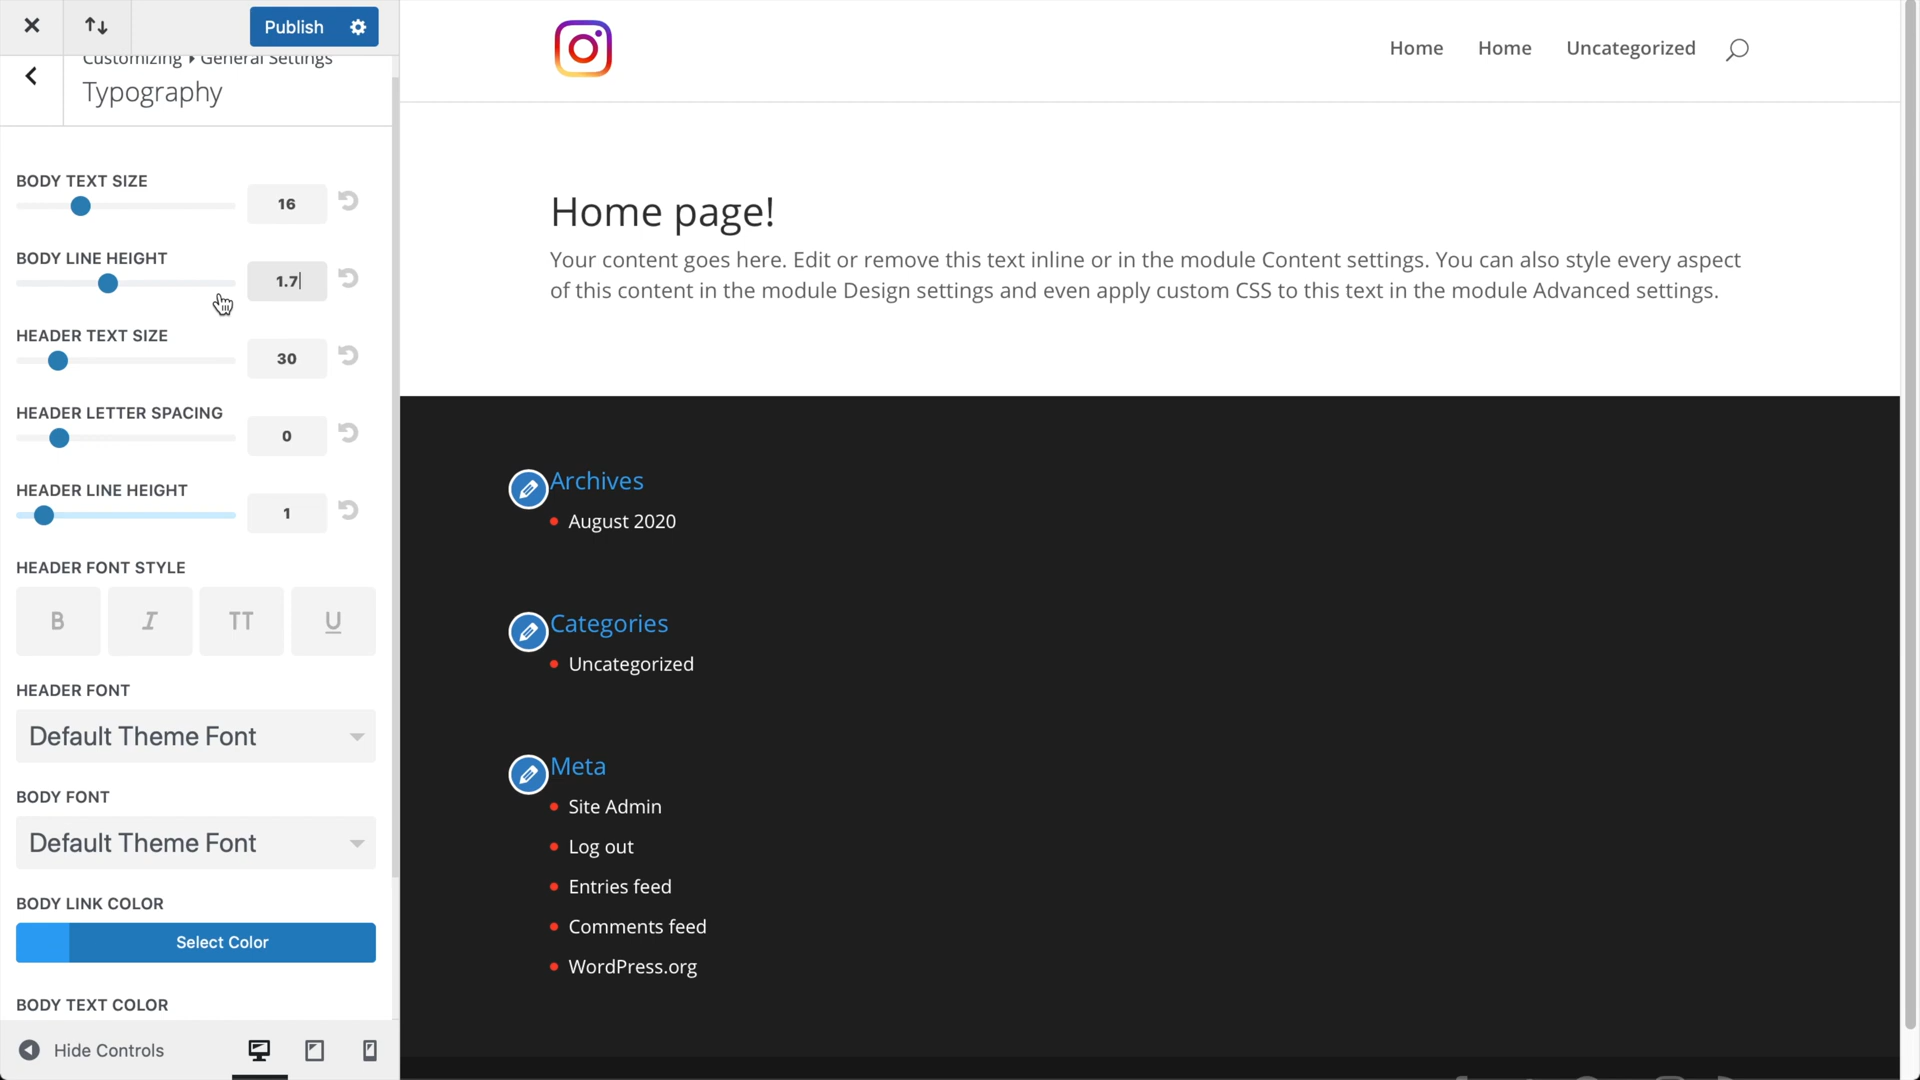 Publish
Customizing ▸ General Settings
Typography
BODY TEXT SIZE
16
BODY LINE HEIGHT
1.7
HEADER TEXT SIZE
30
HEADER LETTER SPACING
0
HEADER LINE HEIGHT
1
HEADER FONT STYLE
B I TT U
HEADER FONT
Default Theme Font
BODY FONT
Default Theme Font
BODY LINK COLOR
Select Color
BODY TEXT COLOR
Hide Controls
Home Home Uncategorized
Home page!
Your content goes here. Edit or remove this text inline or in the module Content settings. You can also style every aspect
of this content in the module Design settings and even apply custom CSS to this text in the module Advanced settings.
Archives
August 2020
Categories
Uncategorized
Meta
Site Admin
Log out
Entries feed
Comments feed
WordPress.org